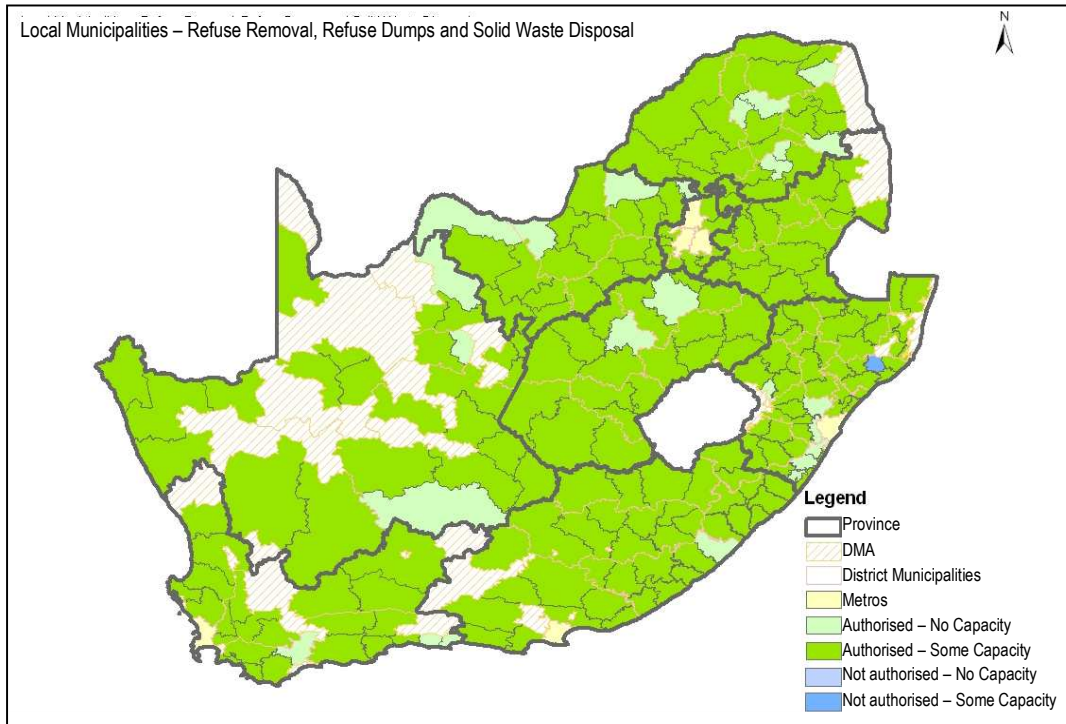 Local Municipalities – Refuse Removal, Refuse Dumps and Solid Waste Disposal
N
Legend
Province
DMA
District Municipalities
Metros
Authorised – No Capacity
Authorised – Some Capacity
Not authorised – No Capacity
Not authorised – Some Capacity